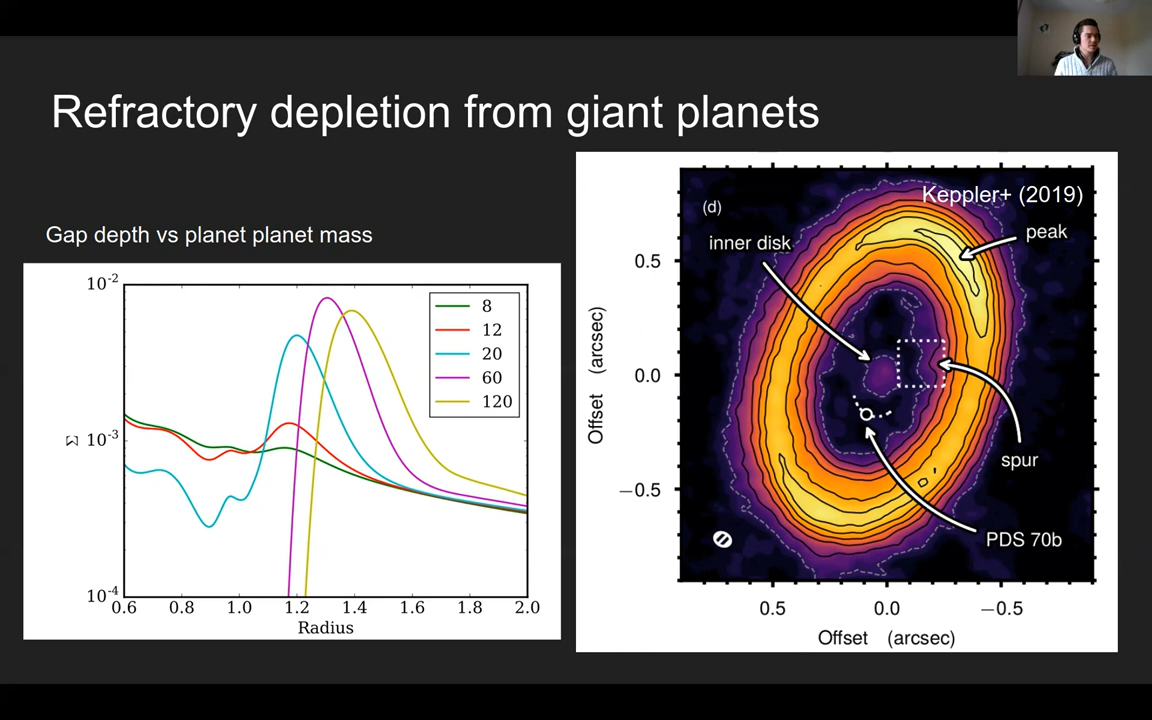 Refractory depletion from giant planets
Gap depth vs planet planet mass
10⁻²
10⁻³
10⁻⁴
Σ
8
12
20
60
120
0.6 0.8 1.0 1.2 1.4 1.6 1.8 2.0
Radius
Keppler+ (2019)
(d)
inner disk
peak
spur
PDS 70b
0.5
0.0
−0.5
Offset (arcsec)
0.5 0.0 −0.5
Offset (arcsec)